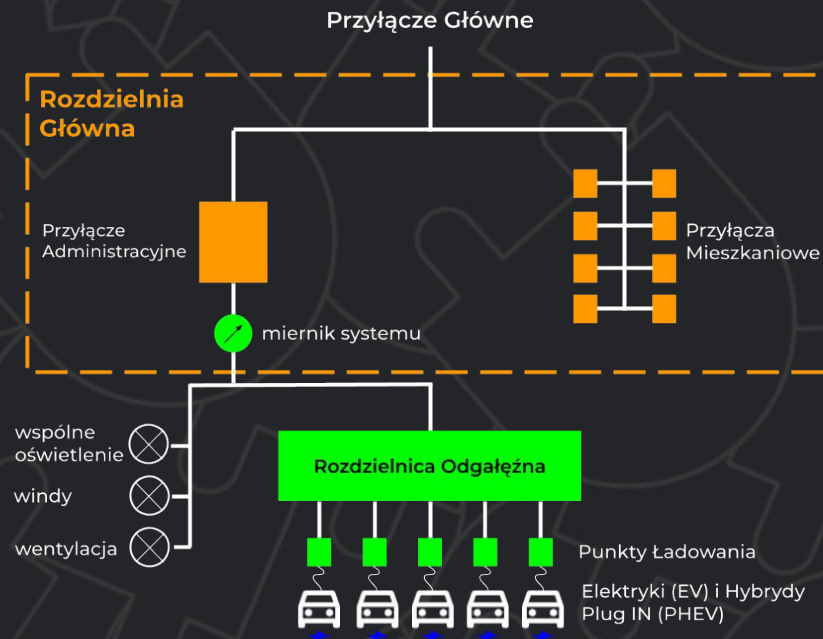 Przyłącze Główne
Rozdzielnia
Główna
Przyłącze
Administracyjne
Przyłącza
Mieszkaniowe
miernik systemu
wspólne
oświetlenie
windy
wentylacja
Rozdzielnica Odgałęźna
Punkty Ładowania
Elektryki (EV) i Hybrydy
Plug IN (PHEV)